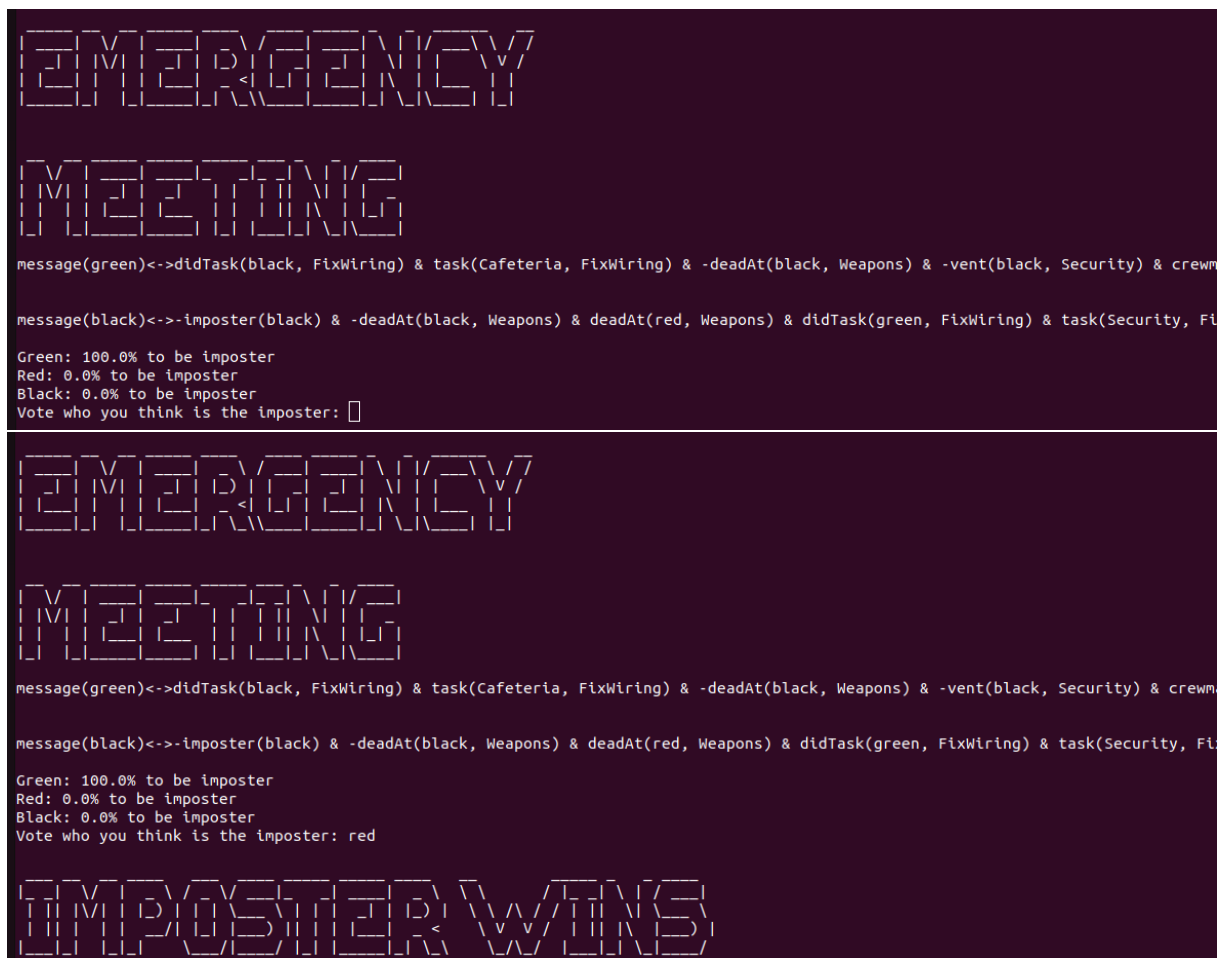 EMERGENCY
MEETING
message(green)<->didTask(black, FixWiring) & task(Cafeteria, FixWiring) & -deadAt(black, Weapons) & -vent(black, Security) & crewm
message(black)<->-imposter(black) & -deadAt(black, Weapons) & deadAt(red, Weapons) & didTask(green, FixWiring) & task(Security, Fi
Green: 100.0% to be imposter
Red: 0.0% to be imposter
Black: 0.0% to be imposter
Vote who you think is the imposter:
EMERGENCY
MEETING
message(green)<->didTask(black, FixWiring) & task(Cafeteria, FixWiring) & -deadAt(black, Weapons) & -vent(black, Security) & crewm
message(black)<->-imposter(black) & -deadAt(black, Weapons) & deadAt(red, Weapons) & didTask(green, FixWiring) & task(Security, Fi
Green: 100.0% to be imposter
Red: 0.0% to be imposter
Black: 0.0% to be imposter
Vote who you think is the imposter: red
IMPOSTER WINS